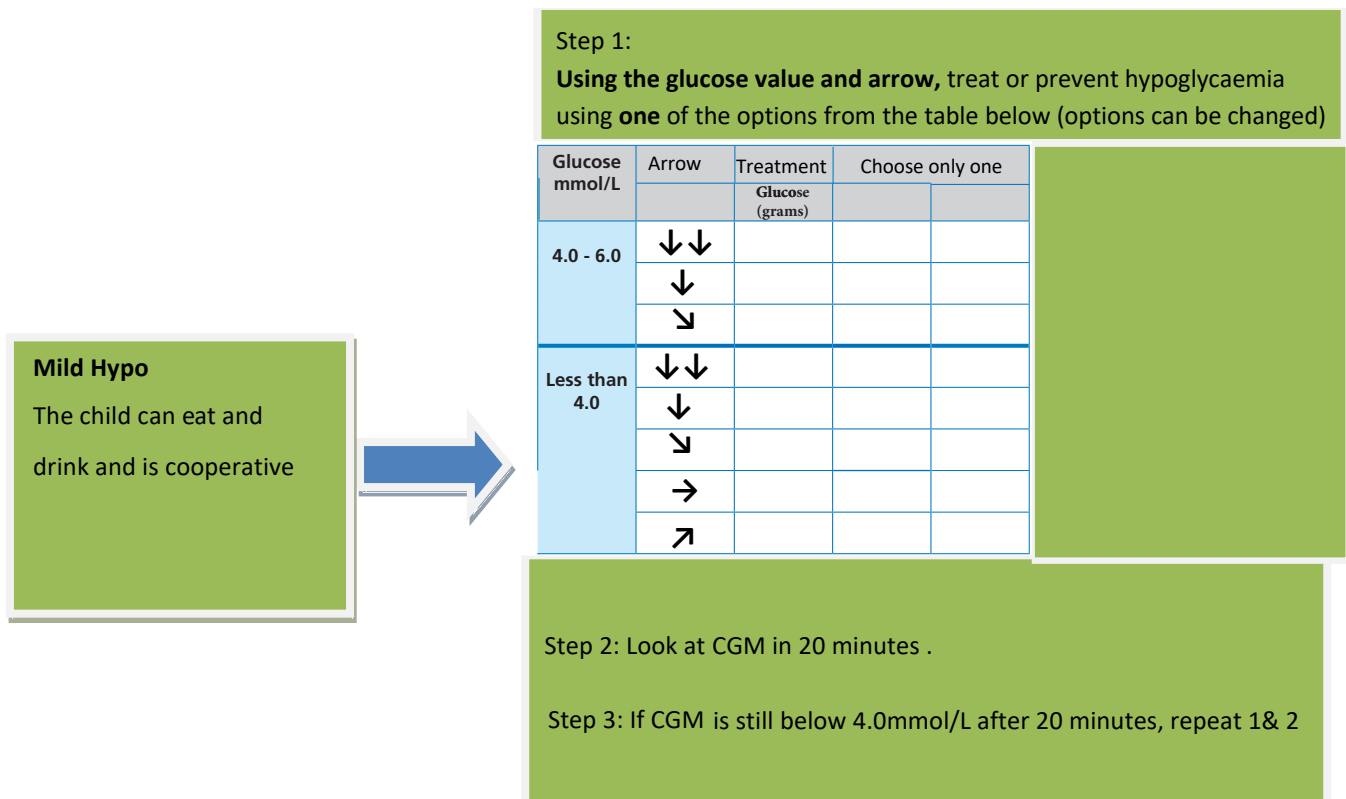 Step 1:
Using the glucose value and arrow, treat or prevent hypoglycaemia
using one of the options from the table below (options can be changed)
Glucose mmol/L Arrow Treatment Choose only one
Glucose (grams)
4.0 - 6.0 ↓↓
↓
↘
Less than 4.0 ↓↓
↓
↘
→
↗
Mild Hypo
The child can eat and
drink and is cooperative
Step 2: Look at CGM in 20 minutes .
Step 3: If CGM is still below 4.0mmol/L after 20 minutes, repeat 1& 2